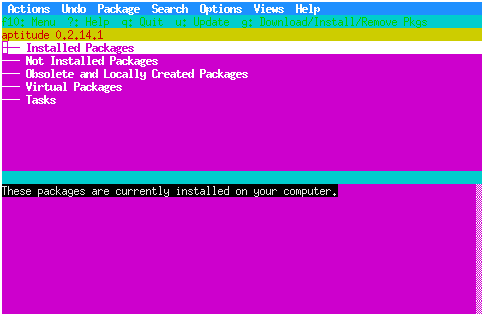 Actions Undo Package Search Options Views Help
f10: Menu ?: Help q: Quit u: Update g: Download/Install/Remove Pkgs
aptitude 0.2.14.1
Installed Packages
Not Installed Packages
Obsolete and Locally Created Packages
Virtual Packages
Tasks
These packages are currently installed on your computer.